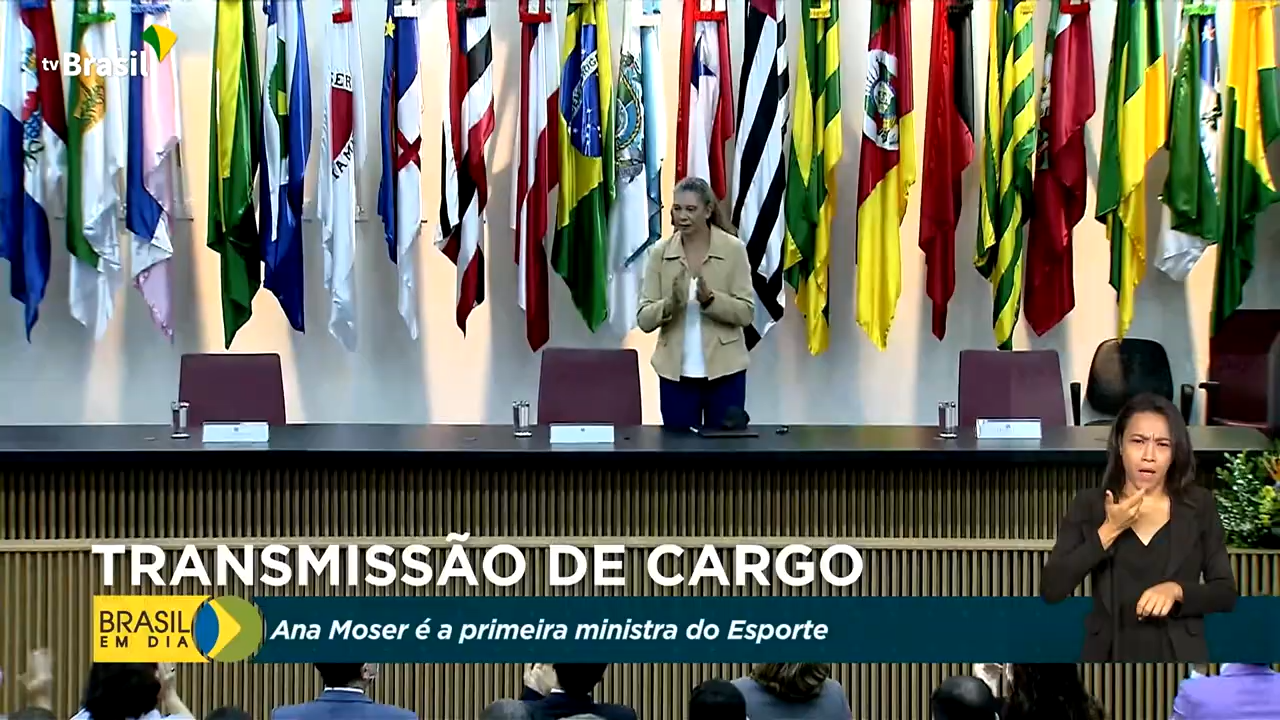 tv Brasil
TRANSMISSÃO DE CARGO
BRASIL
EM DIA
Ana Moser é a primeira ministra do Esporte